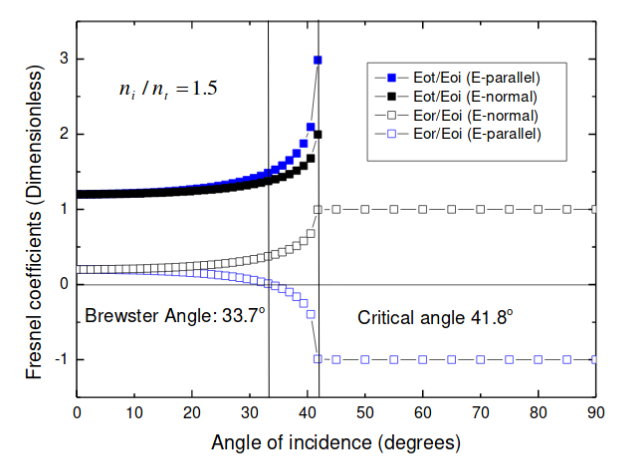 3
2
1
0
-1
Fresnel coefficients (Dimensionless)
n_i / n_t = 1.5
Eot/Eoi (E-parallel)
Eot/Eoi (E-normal)
Eor/Eoi (E-normal)
Eor/Eoi (E-parallel)
Brewster Angle: 33.7°
Critical angle 41.8°
0 10 20 30 40 50 60 70 80 90
Angle of incidence (degrees)